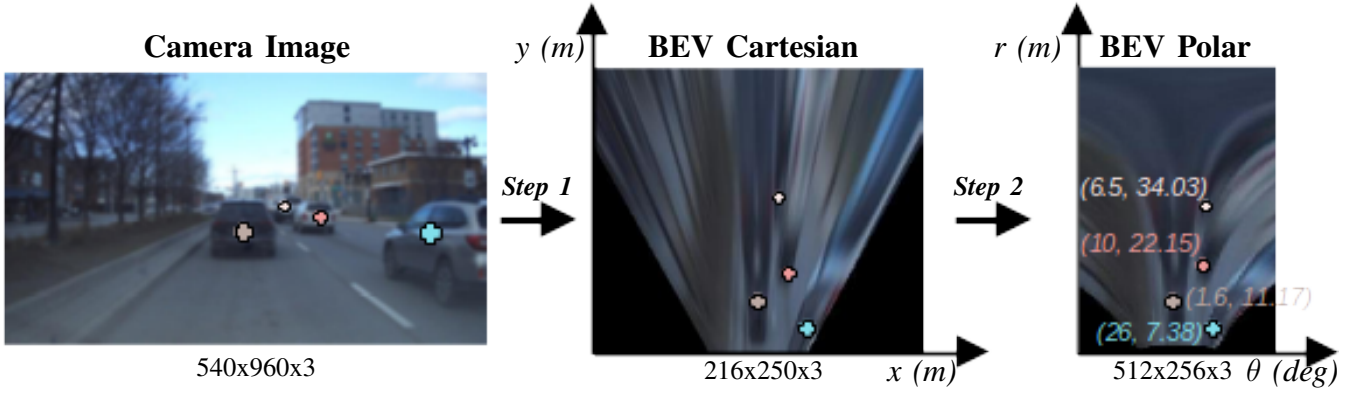 Camera Image
y (m)
BEV Cartesian
r (m)
BEV Polar
Step 1
Step 2
(6.5, 34.03)
(10, 22.15)
(1.6, 11.17)
(26, 7.38)
540x960x3
216x250x3
x (m)
512x256x3
θ (deg)